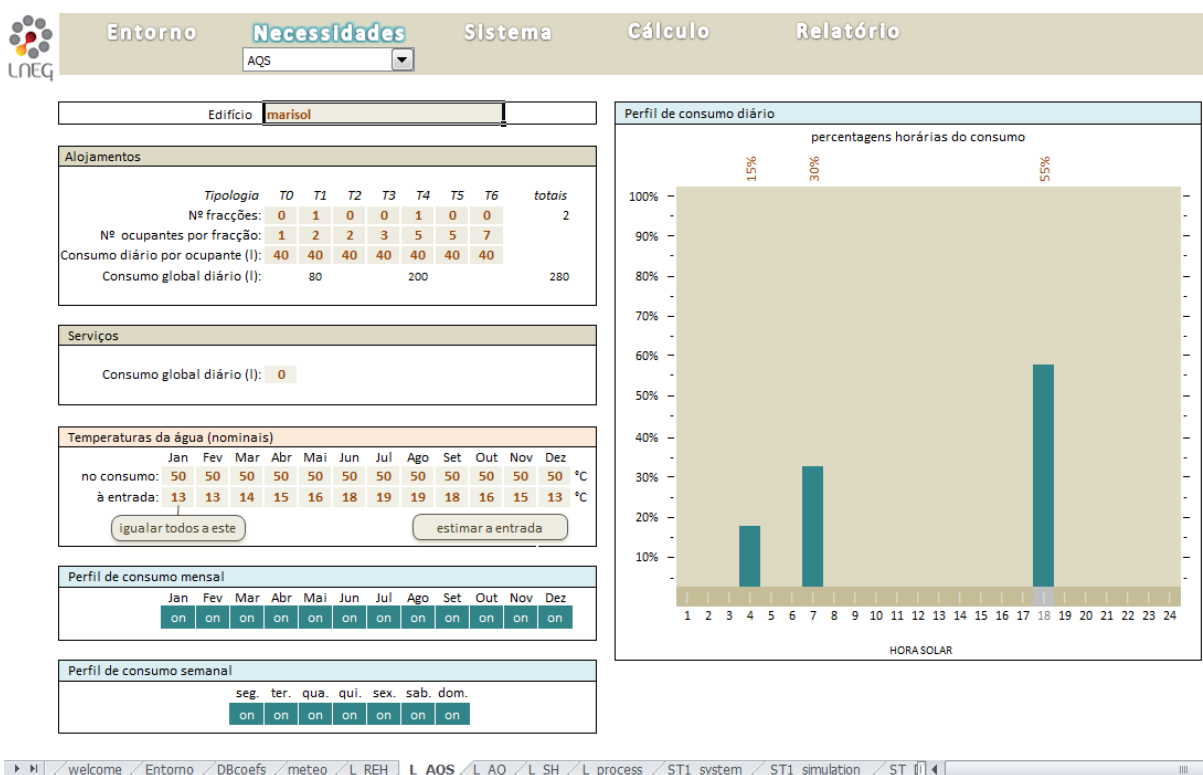 Entorno Necessidades Sistema Cálculo Relatório
AQS
LNEG
Edifício marisol
Alojamentos
Tipologia T0 T1 T2 T3 T4 T5 T6 totais
Nº fracções: 0 1 0 0 1 0 0 2
Nº ocupantes por fracção: 1 2 2 3 5 5 7
Consumo diário por ocupante (l): 40 40 40 40 40 40 40
Consumo global diário (l): 80 200 280
Serviços
Consumo global diário (l): 0
Temperaturas da água (nominais)
Jan Fev Mar Abr Mai Jun Jul Ago Set Out Nov Dez
no consumo: 50 50 50 50 50 50 50 50 50 50 50 50 °C
à entrada: 13 13 14 15 16 18 19 19 18 16 15 13 °C
igualar todos a este estimar a entrada
Perfil de consumo mensal
Jan Fev Mar Abr Mai Jun Jul Ago Set Out Nov Dez
on on on on on on on on on on on on
Perfil de consumo semanal
seg. ter. qua. qui. sex. sab. dom.
on on on on on on on
Perfil de consumo diário
percentagens horárias do consumo
15% 30% 55%
100%
90%
80%
70%
60%
50%
40%
30%
20%
10%
1 2 3 4 5 6 7 8 9 10 11 12 13 14 15 16 17 18 19 20 21 22 23 24
HORA SOLAR
welcome Entorno DBcoefs meteo L_REH L_AQS L_AQ L_SH L_process ST1_system ST1_simulation ST